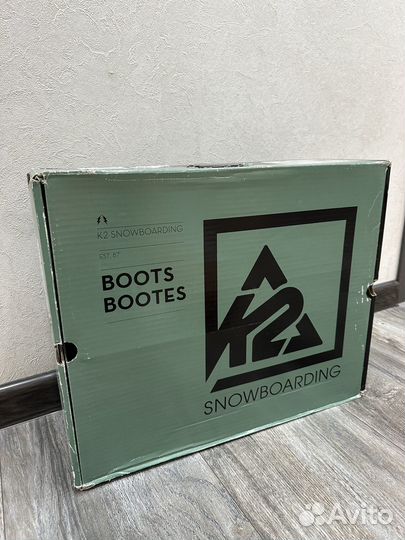 K2 SNOWBOARDING
EST. 87
BOOTS
BOOTES
K2
SNOWBOARDING
Avito